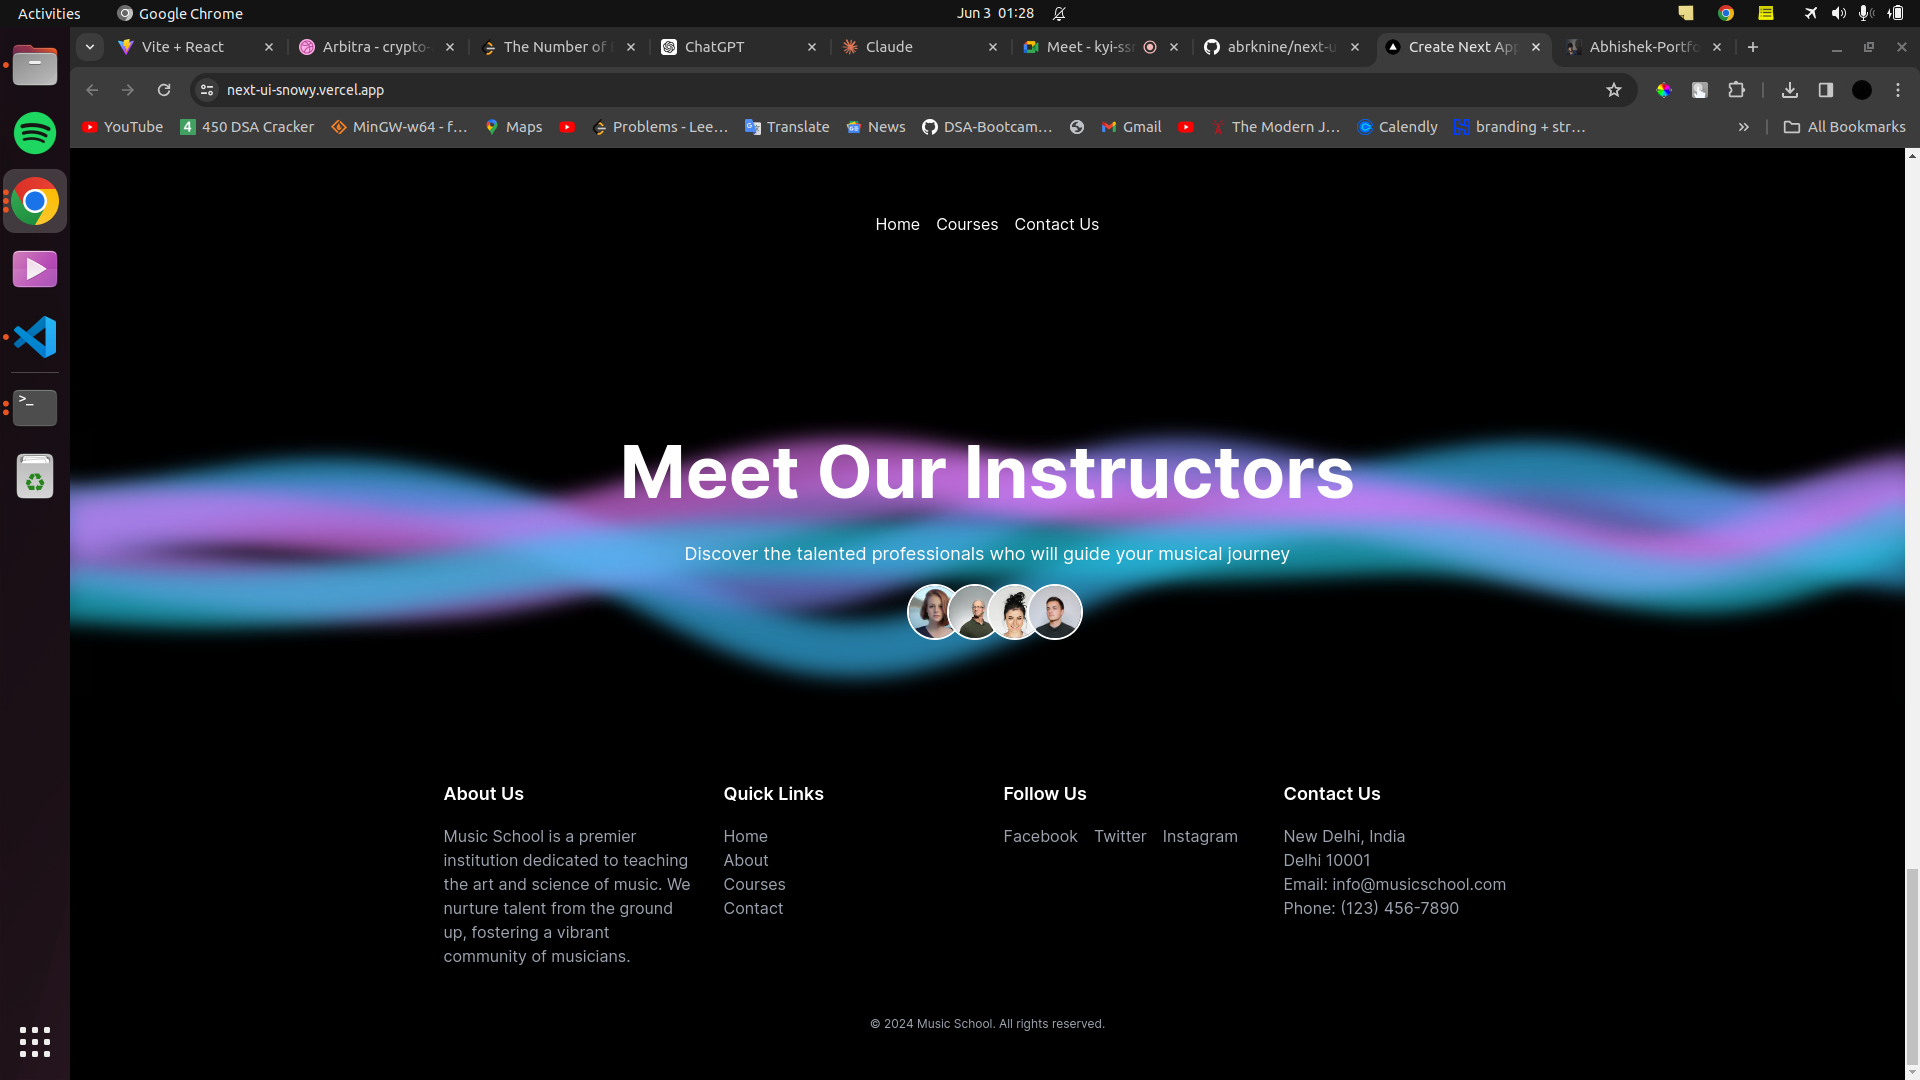 Activities Google Chrome Jun 3 01:28
Vite + React Arbitra - crypto- The Number of ChatGPT Claude Meet - kyi-ssr abrknine/next-u Create Next App Abhishek-Portfo
next-ui-snowy.vercel.app
YouTube 450 DSA Cracker MinGW-w64 - f... Maps Problems - Lee... Translate News DSA-Bootcam... Gmail The Modern J... Calendly branding + str... All Bookmarks
Home Courses Contact Us
Meet Our Instructors
Discover the talented professionals who will guide your musical journey
About Us
Music School is a premier
institution dedicated to teaching
the art and science of music. We
nurture talent from the ground
up, fostering a vibrant
community of musicians.
Quick Links
Home
About
Courses
Contact
Follow Us
Facebook Twitter Instagram
Contact Us
New Delhi, India
Delhi 10001
Email: info@musicschool.com
Phone: (123) 456-7890
© 2024 Music School. All rights reserved.